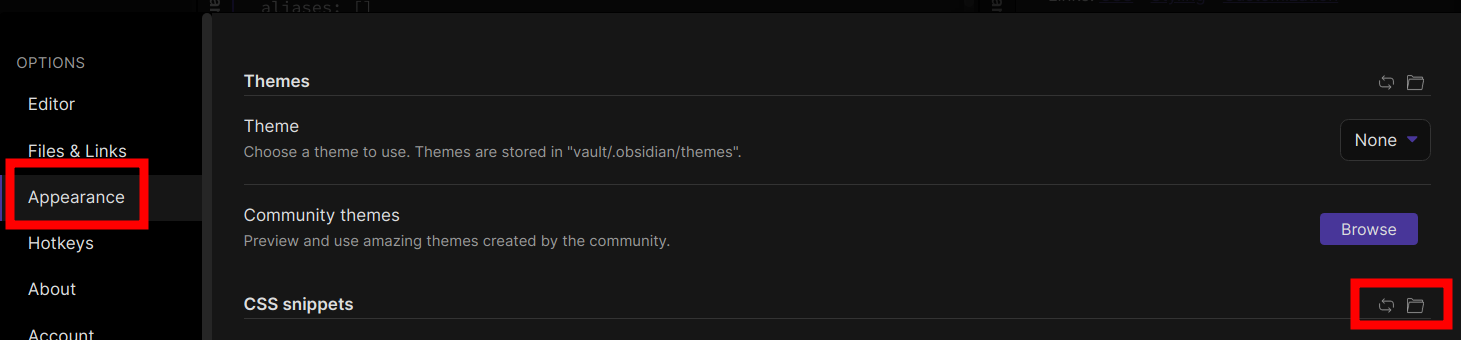 aliases: []
OPTIONS
Editor
Files & Links
Appearance
Hotkeys
About
Account
Themes
Theme
Choose a theme to use. Themes are stored in "vault/.obsidian/themes".
None
Community themes
Preview and use amazing themes created by the community.
Browse
CSS snippets